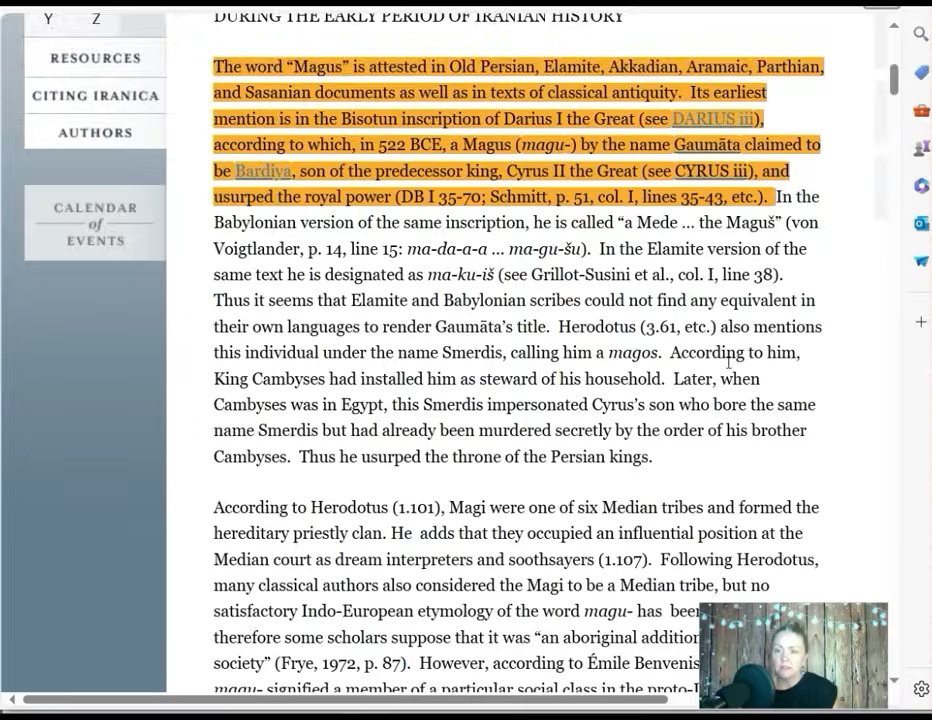 Y Z
RESOURCES
CITING IRANICA
AUTHORS
CALENDAR
of
EVENTS
DURING THE EARLY PERIOD OF IRANIAN HISTORY
The word “Magus” is attested in Old Persian, Elamite, Akkadian, Aramaic, Parthian,
and Sasanian documents as well as in texts of classical antiquity. Its earliest
mention is in the Bisotun inscription of Darius I the Great (see DARIUS iii),
according to which, in 522 BCE, a Magus (magu-) by the name Gaumāta claimed to
be Bardiya, son of the predecessor king, Cyrus II the Great (see CYRUS iii), and
usurped the royal power (DB I 35-70; Schmitt, p. 51, col. I, lines 35-43, etc.). In the
Babylonian version of the same inscription, he is called “a Mede ... the Maguš” (von
Voigtlander, p. 14, line 15: ma-da-a-a ... ma-gu-šu). In the Elamite version of the
same text he is designated as ma-ku-iš (see Grillot-Susini et al., col. I, line 38).
Thus it seems that Elamite and Babylonian scribes could not find any equivalent in
their own languages to render Gaumāta’s title. Herodotus (3.61, etc.) also mentions
this individual under the name Smerdis, calling him a magos. According to him,
King Cambyses had installed him as steward of his household. Later, when
Cambyses was in Egypt, this Smerdis impersonated Cyrus’s son who bore the same
name Smerdis but had already been murdered secretly by the order of his brother
Cambyses. Thus he usurped the throne of the Persian kings.
According to Herodotus (1.101), Magi were one of six Median tribes and formed the
hereditary priestly clan. He adds that they occupied an influential position at the
Median court as dream interpreters and soothsayers (1.107). Following Herodotus,
many classical authors also considered the Magi to be a Median tribe, but no
satisfactory Indo-European etymology of the word magu- has
therefore some scholars suppose that it was “an aboriginal
society” (Frye, 1972, p. 87). However, according to Émile
magu- signified a member of a particular social class in the